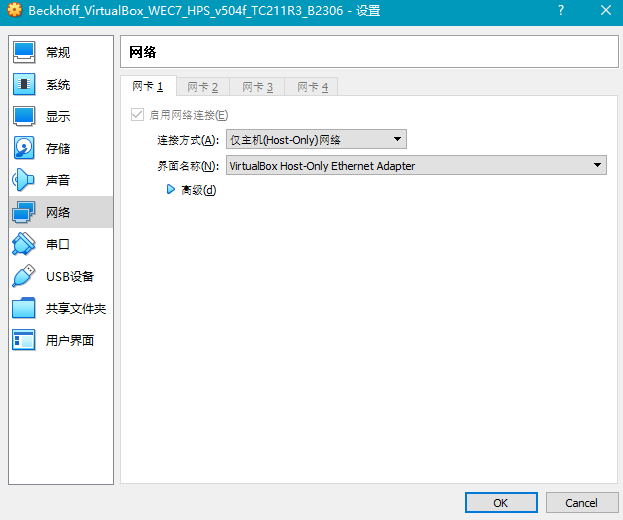 Beckhoff_VirtualBox_WEC7_HPS_v504f_TC211R3_B2306 - 设置
?
常规
系统
显示
存储
声音
网络
串口
USB设备
共享文件夹
用户界面
网络
网卡 1 网卡 2 网卡 3 网卡 4
启用网络连接(E)
连接方式(A): 仅主机(Host-Only)网络
界面名称(N): VirtualBox Host-Only Ethernet Adapter
高级(d)
OK Cancel